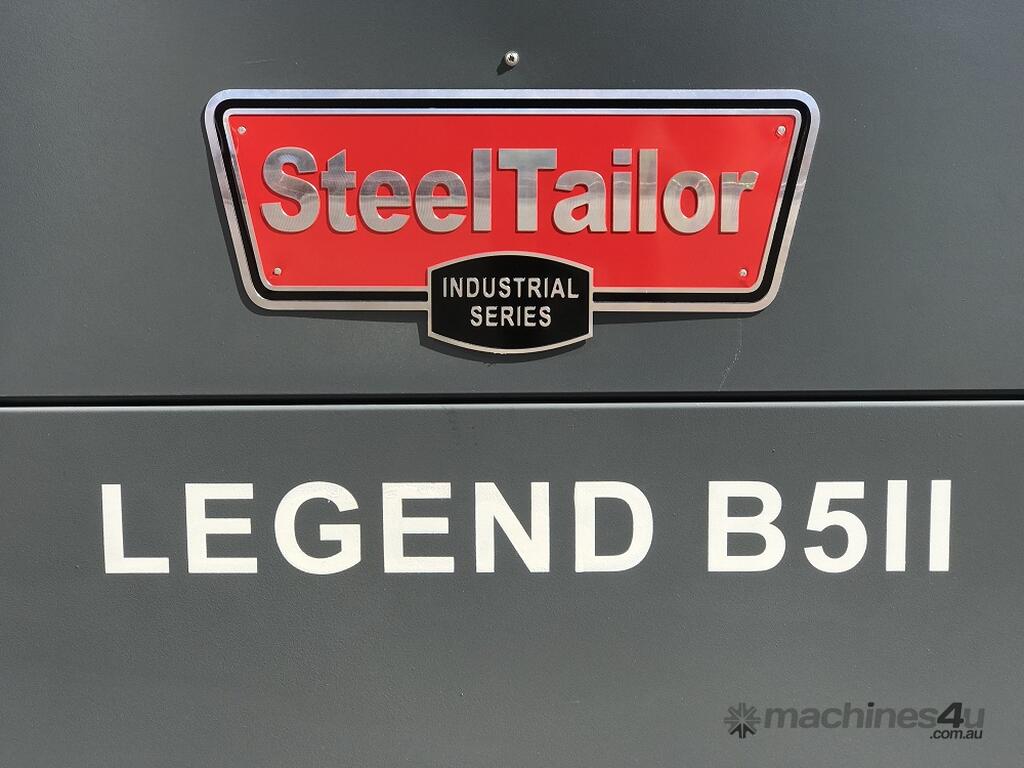 SteelTailor
INDUSTRIAL
SERIES
LEGEND B5II
machines4u
.com.au